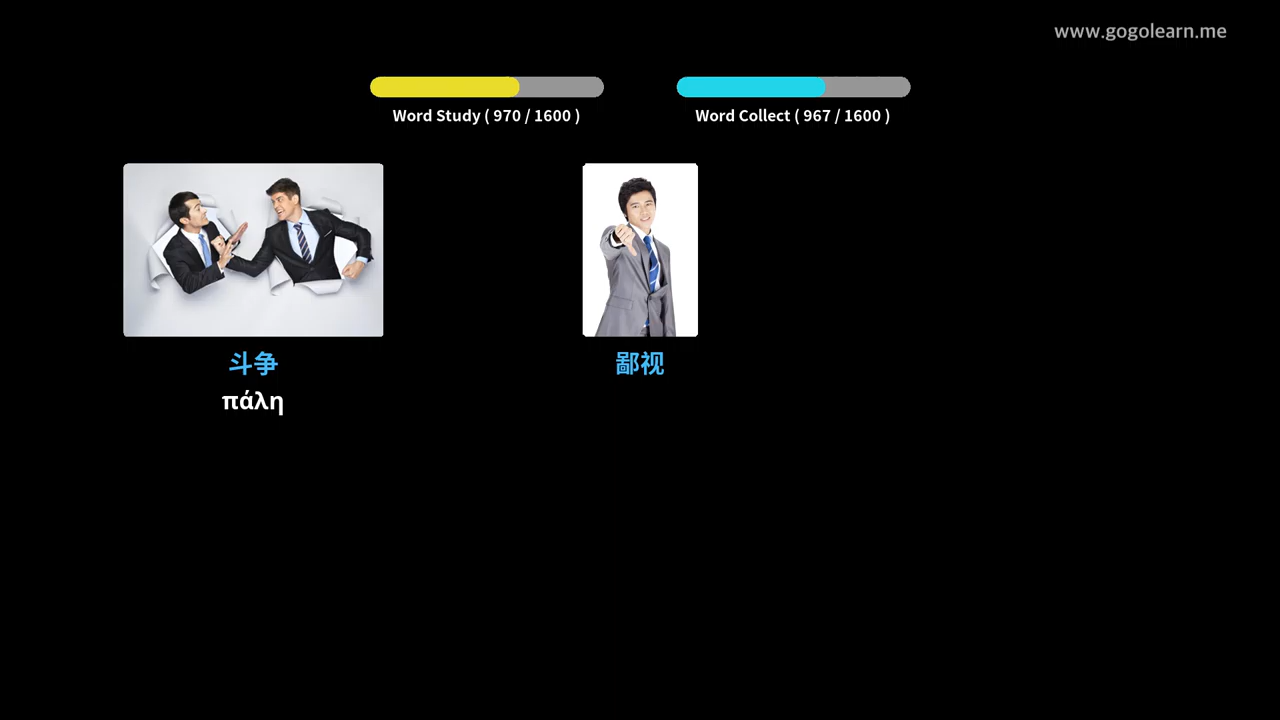 www.gogolearn.me
Word Study ( 970 / 1600 )
Word Collect ( 967 / 1600 )
斗争
πάλη
鄙视